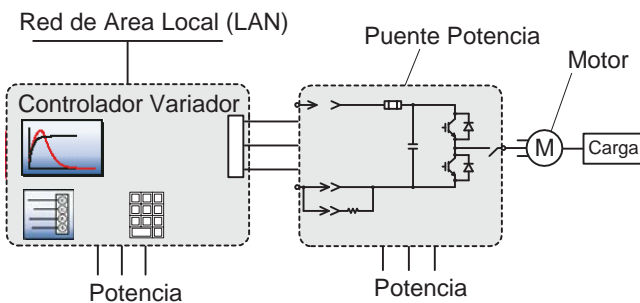 Red de Area Local (LAN)
Puente Potencia
Motor
Controlador Variador
M
Carga
Potencia
Potencia